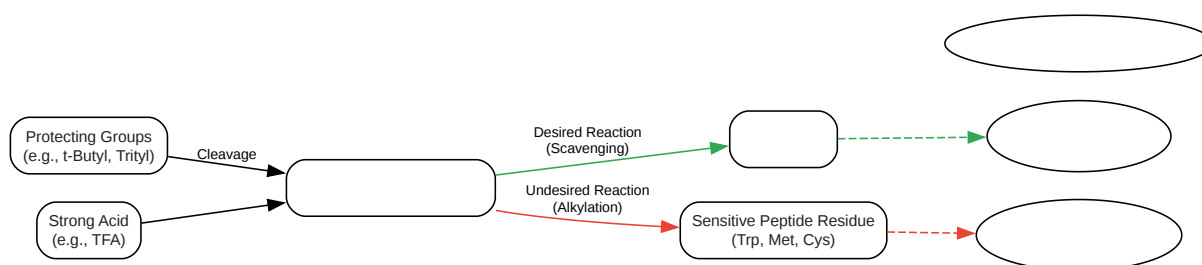 Protecting Groups
(e.g., t-Butyl, Trityl)
Cleavage
Strong Acid
(e.g., TFA)
Desired Reaction
(Scavenging)
Undesired Reaction
(Alkylation)
Sensitive Peptide Residue
(Trp, Met, Cys)